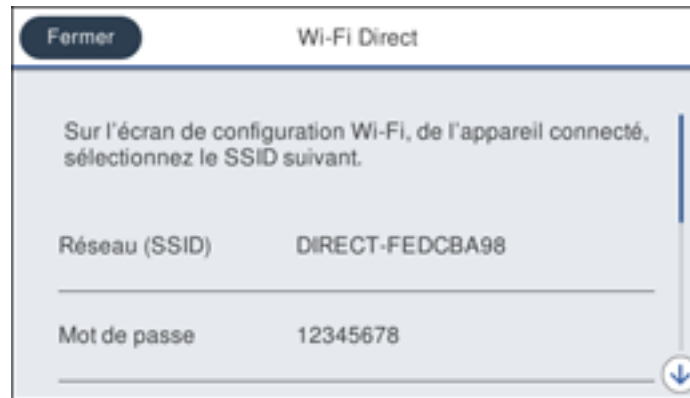 Fermer
Wi-Fi Direct
Sur l'écran de configuration Wi-Fi, de l'appareil connecté,
sélectionnez le SSID suivant.
Réseau (SSID) DIRECT-FEDCBA98
Mot de passe 12345678